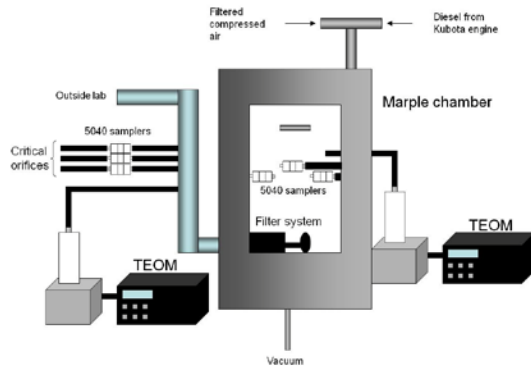 Filtered
compressed
air
Diesel from
Kubota engine
Outside lab
Marple chamber
5040 samplers
Critical
orifices
5040 samplers
Filter system
TEOM
TEOM
Vacuum